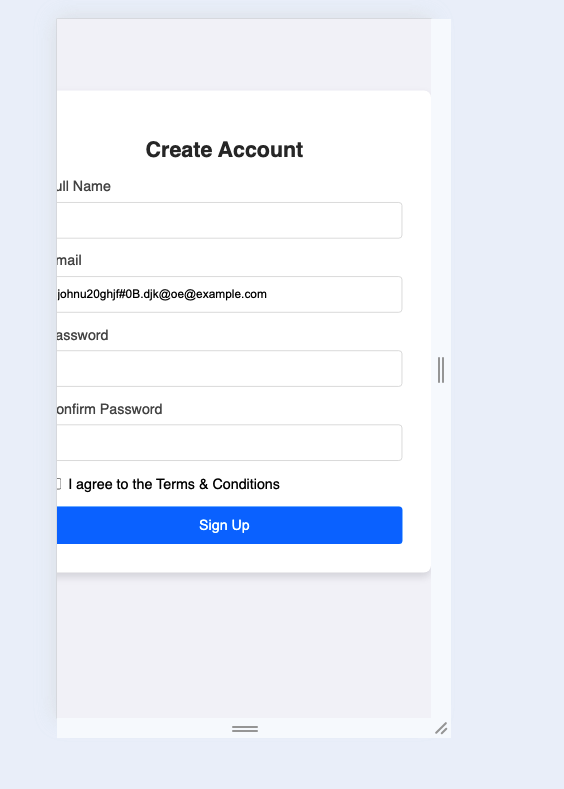 Create Account
ull Name
mail
johnu20ghjf#0B.djk@oe@example.com
assword
onfirm Password
I agree to the Terms & Conditions
Sign Up